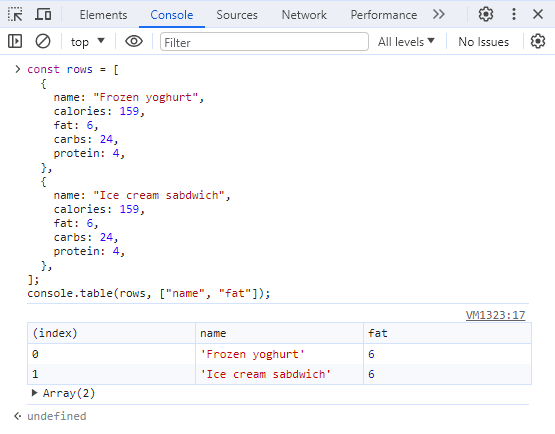 Elements Console Sources Network Performance
top Filter All levels No Issues
const rows = [
{
name: "Frozen yoghurt",
calories: 159,
fat: 6,
carbs: 24,
protein: 4,
},
{
name: "Ice cream sabdwich",
calories: 159,
fat: 6,
carbs: 24,
protein: 4,
},
];
console.table(rows, ["name", "fat"]);
VM1323:17
(index) name fat
0 'Frozen yoghurt' 6
1 'Ice cream sabdwich' 6
Array(2)
undefined